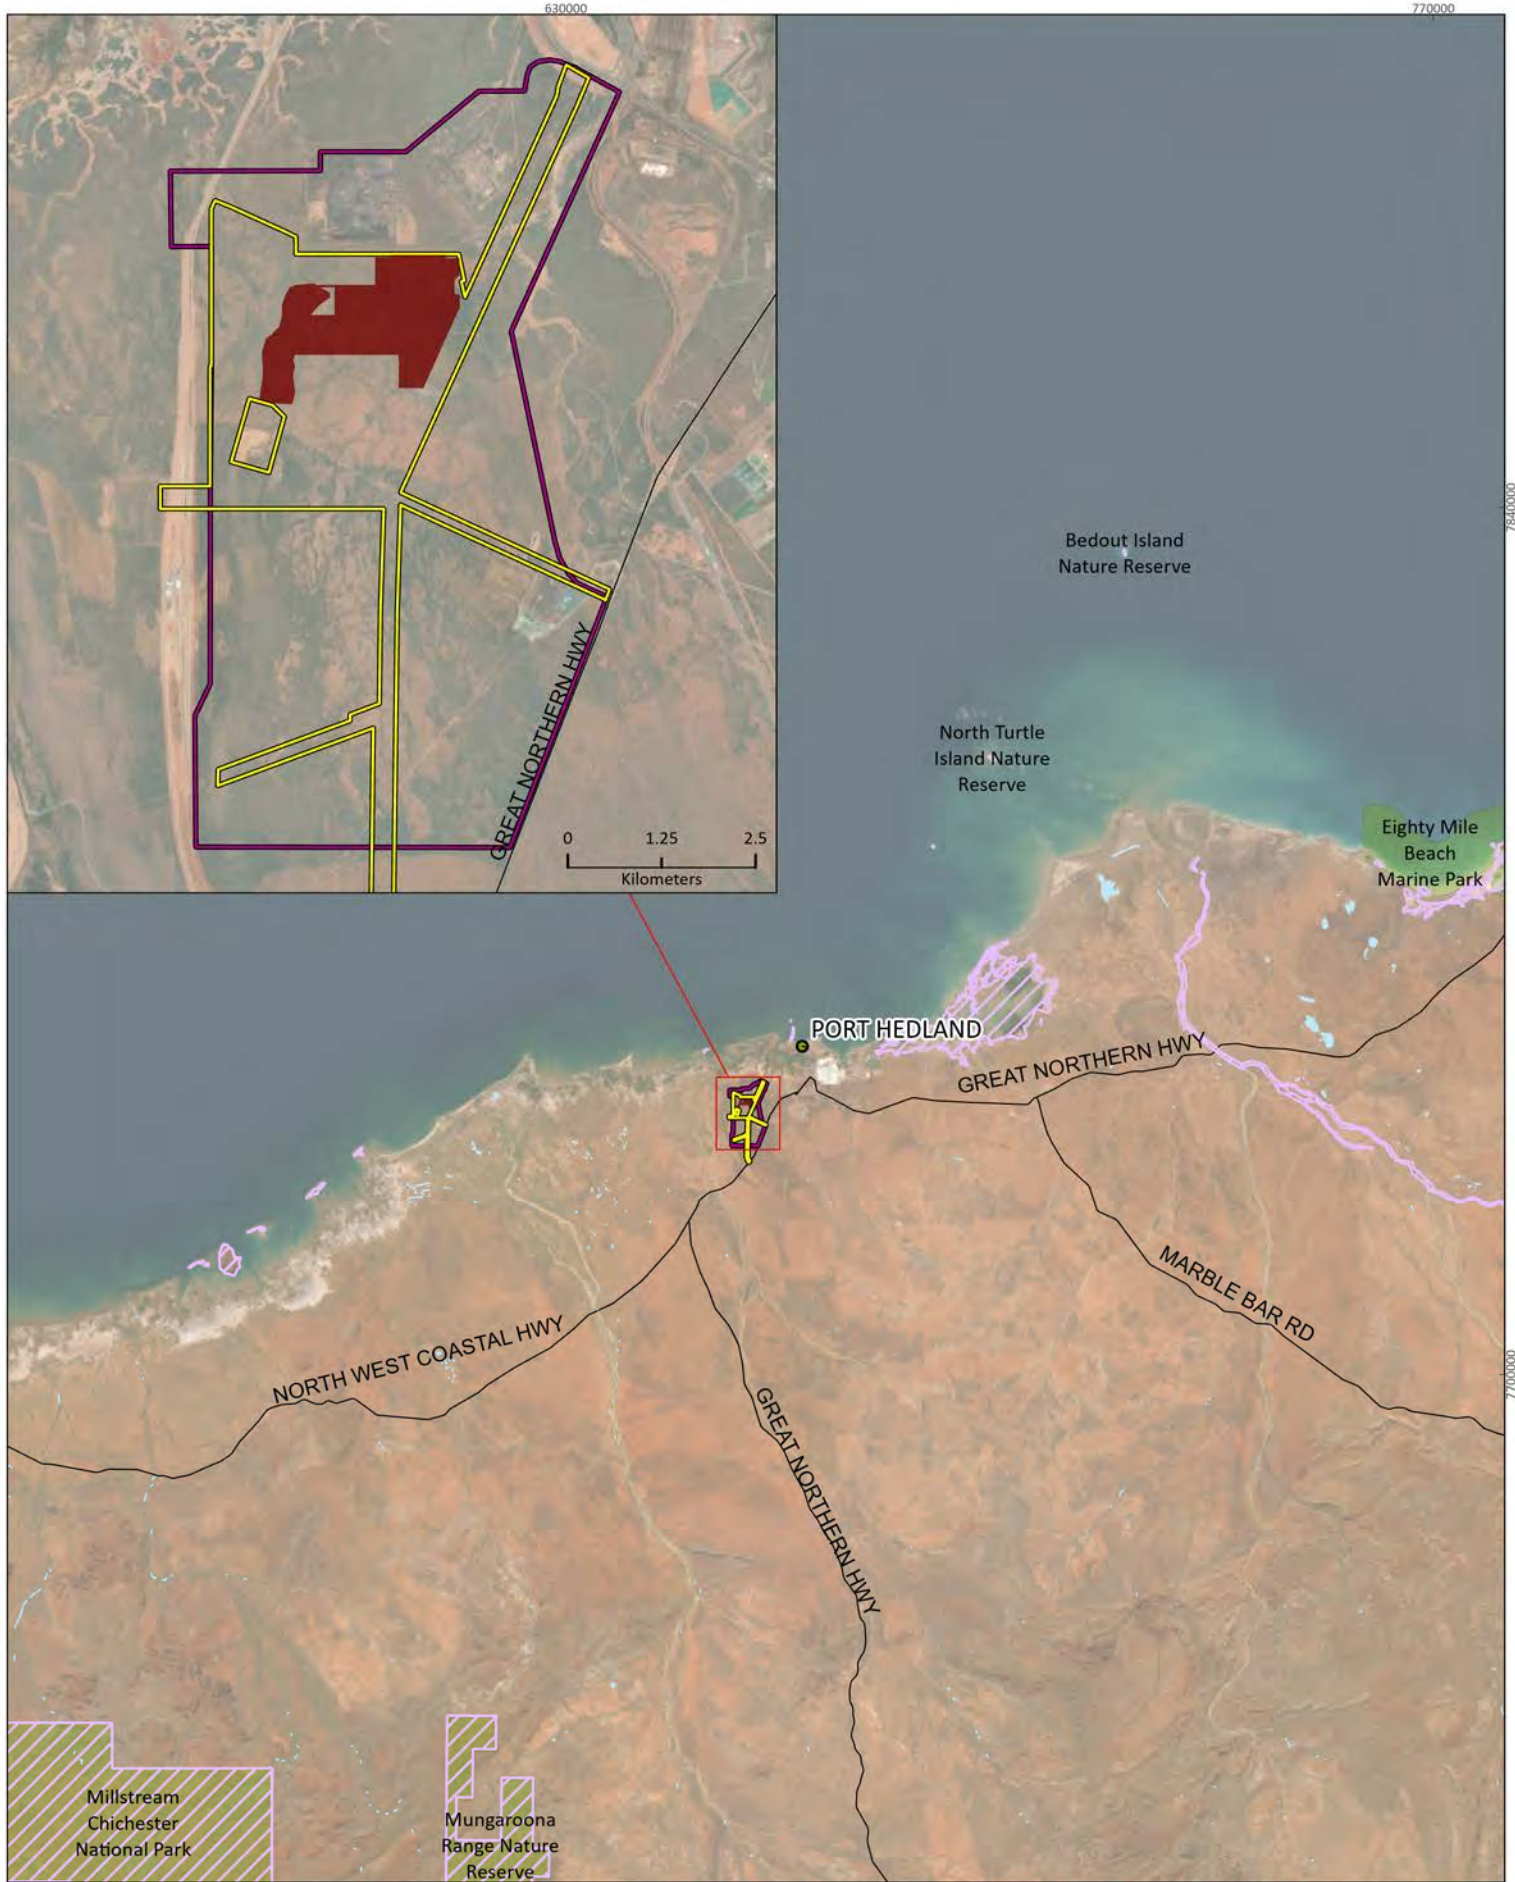 630000
770000
7840000
Bedout Island
Nature Reserve
GREAT NORTHERN HWY
North Turtle
Island Nature
Reserve
0 1.25 2.5
Kilometers
Eighty Mile
Beach
Marine Park
PORT HEDLAND
GREAT NORTHERN HWY
MARBLE BAR RD
NORTH WEST COASTAL HWY
7700000
GREAT NORTHERN HWY
Millstream
Chichester
National Park
Mungaroona
Range Nature
Reserve